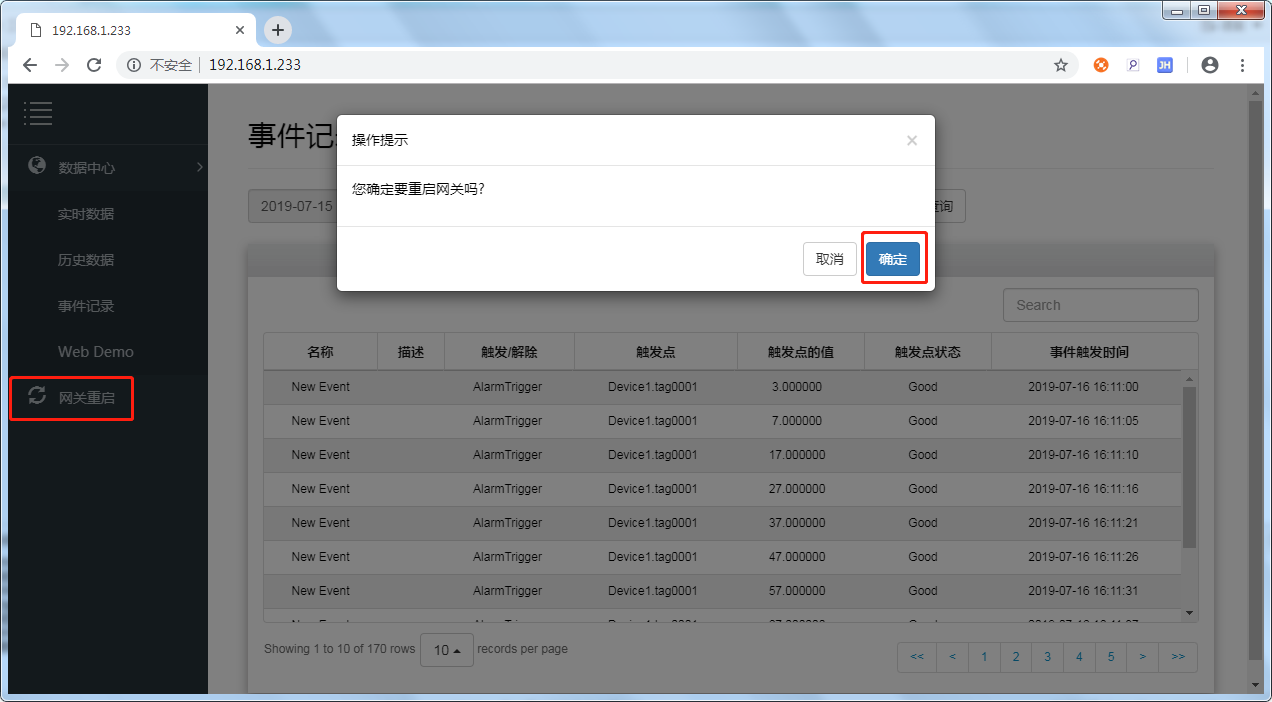 192.168.1.233
不安全 192.168.1.233
JH
操作提示 ×
您确定要重启网关吗?
取消 确定
数据中心
实时数据
历史数据
事件记录
Web Demo
网关重启
事件记
2019-07-15
询
Search
名称 描述 触发/解除 触发点 触发点的值 触发点状态 事件触发时间
New Event AlarmTrigger Device1.tag0001 3.000000 Good 2019-07-16 16:11:00
New Event AlarmTrigger Device1.tag0001 7.000000 Good 2019-07-16 16:11:05
New Event AlarmTrigger Device1.tag0001 17.000000 Good 2019-07-16 16:11:10
New Event AlarmTrigger Device1.tag0001 27.000000 Good 2019-07-16 16:11:16
New Event AlarmTrigger Device1.tag0001 37.000000 Good 2019-07-16 16:11:21
New Event AlarmTrigger Device1.tag0001 47.000000 Good 2019-07-16 16:11:26
New Event AlarmTrigger Device1.tag0001 57.000000 Good 2019-07-16 16:11:31
Showing 1 to 10 of 170 rows 10 records per page
<< < 1 2 3 4 5 > >>